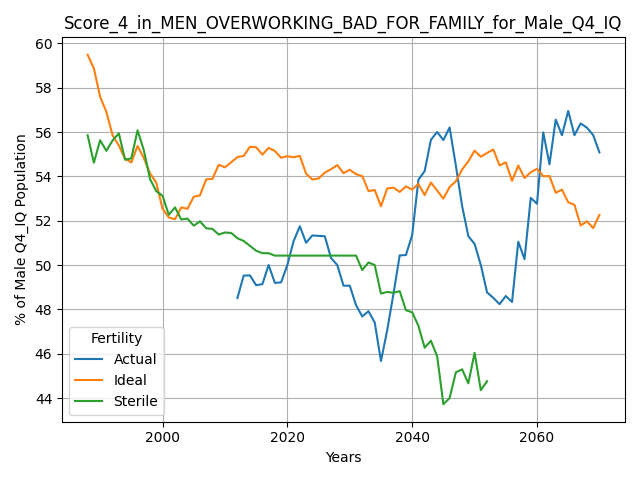 Score_4_in_MEN_OVERWORKING_BAD_FOR_FAMILY_for_Male_Q4_IQ
60
58
56
54
52
50
48
46
44
% of Male Q4_IQ Population
Fertility
Actual
Ideal
Sterile
2000 2020 2040 2060
Years